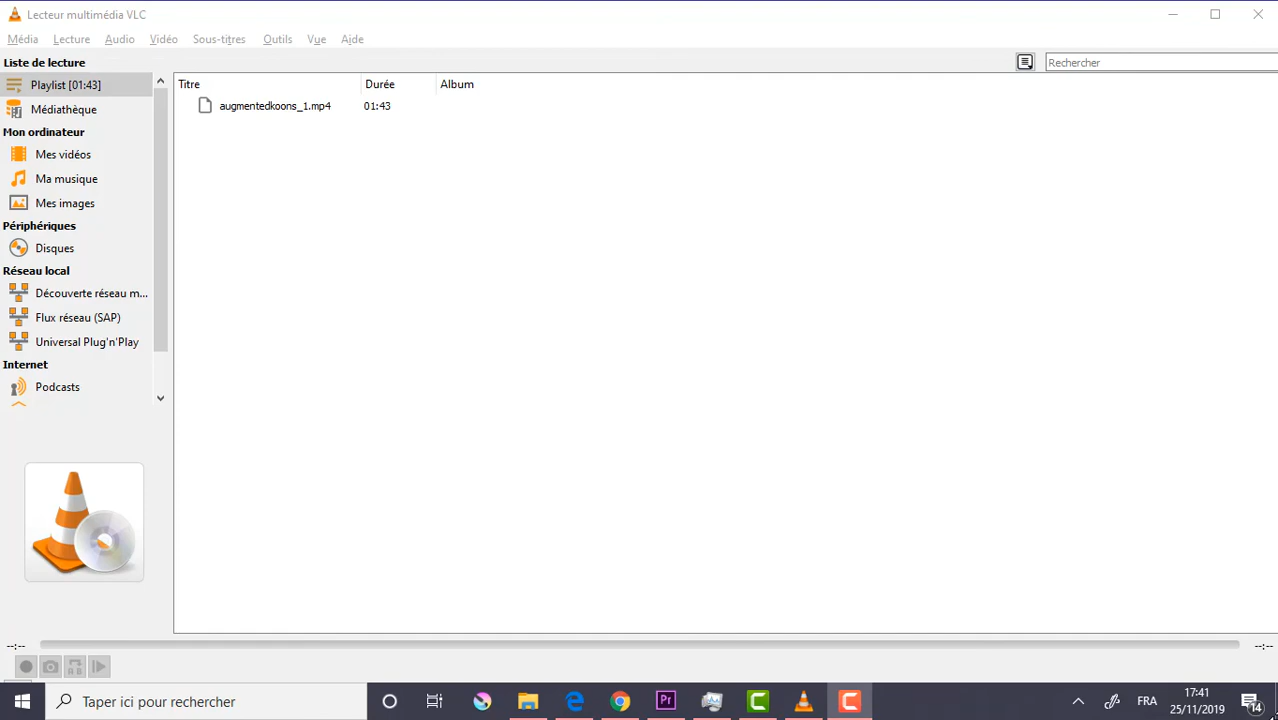 Lecteur multimédia VLC
Média Lecture Audio Vidéo Sous-titres Outils Vue Aide
Liste de lecture
Rechercher
Playlist [01:43]
Médiathèque
Mon ordinateur
Mes vidéos
Ma musique
Mes images
Périphériques
Disques
Réseau local
Découverte réseau m...
Flux réseau (SAP)
Universal Plug'n'Play
Internet
Podcasts
Titre Durée Album
augmentedkoons_1.mp4 01:43
--:-- --:--
Taper ici pour rechercher
Pr
FRA
17:41
25/11/2019
14